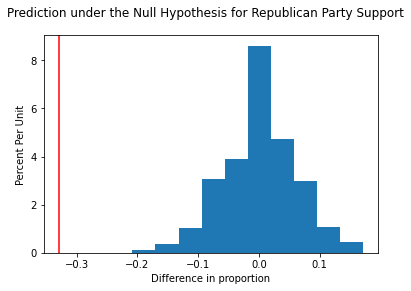 Prediction under the Null Hypothesis for Republican Party Support
Percent Per Unit
8
6
4
2
0
−0.3 −0.2 −0.1 0.0 0.1
Difference in proportion